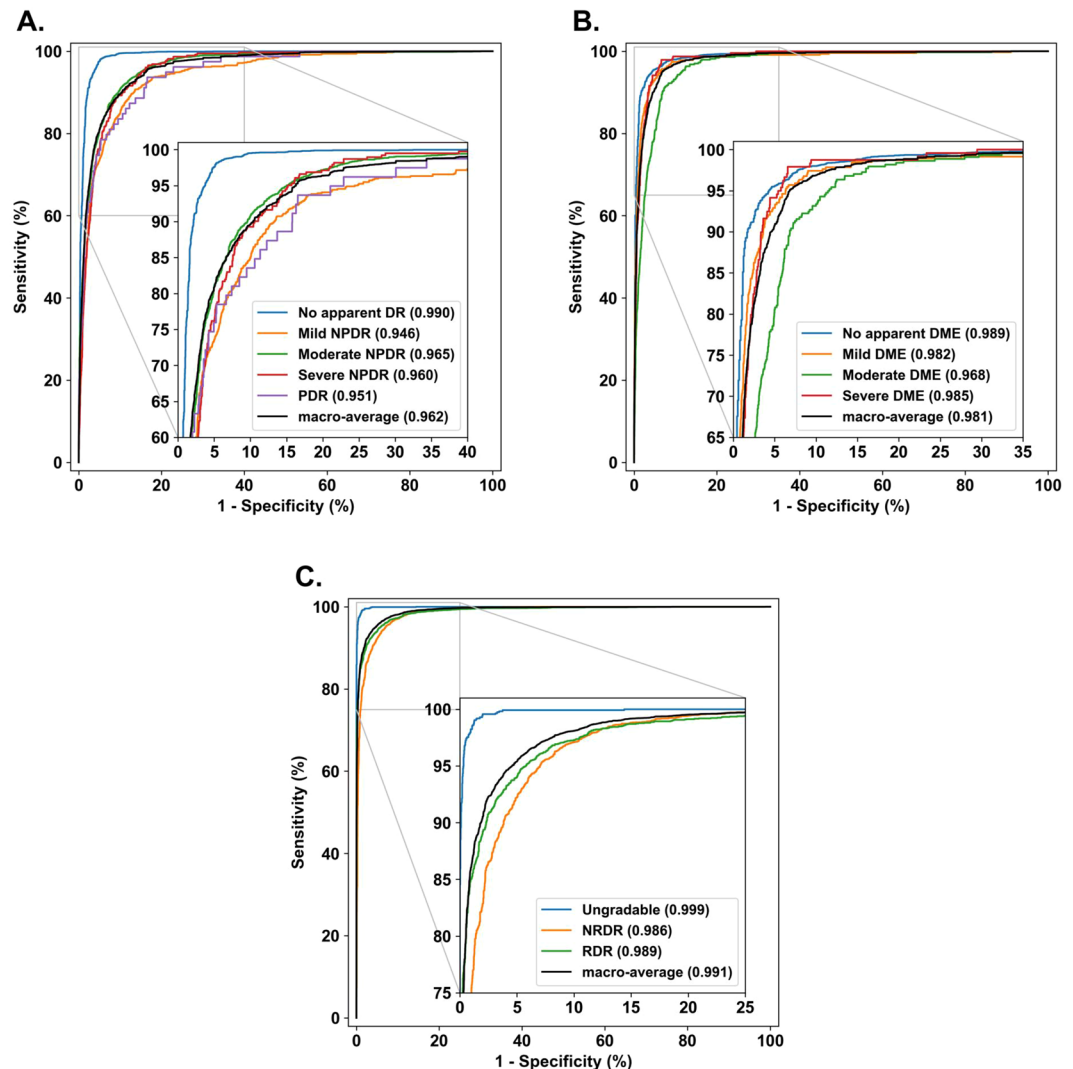 A.
100
80
60
40
20
0
Sensitivity (%)
100
95
90
85
80
75
70
65
60
0 5 10 15 20 25 30 35 40
No apparent DR (0.990)
Mild NPDR (0.946)
Moderate NPDR (0.965)
Severe NPDR (0.960)
PDR (0.951)
macro-average (0.962)
0 20 40 60 80 100
1 - Specificity (%)
B.
100
80
60
40
20
0
Sensitivity (%)
100
95
90
85
80
75
70
65
0 5 10 15 20 25 30 35
No apparent DME (0.989)
Mild DME (0.982)
Moderate DME (0.968)
Severe DME (0.985)
macro-average (0.981)
0 20 40 60 80 100
1 - Specificity (%)
C.
100
80
60
40
20
0
Sensitivity (%)
100
95
90
85
80
75
0 5 10 15 20 25
Ungradable (0.999)
NRDR (0.986)
RDR (0.989)
macro-average (0.991)
0 20 40 60 80 100
1 - Specificity (%)